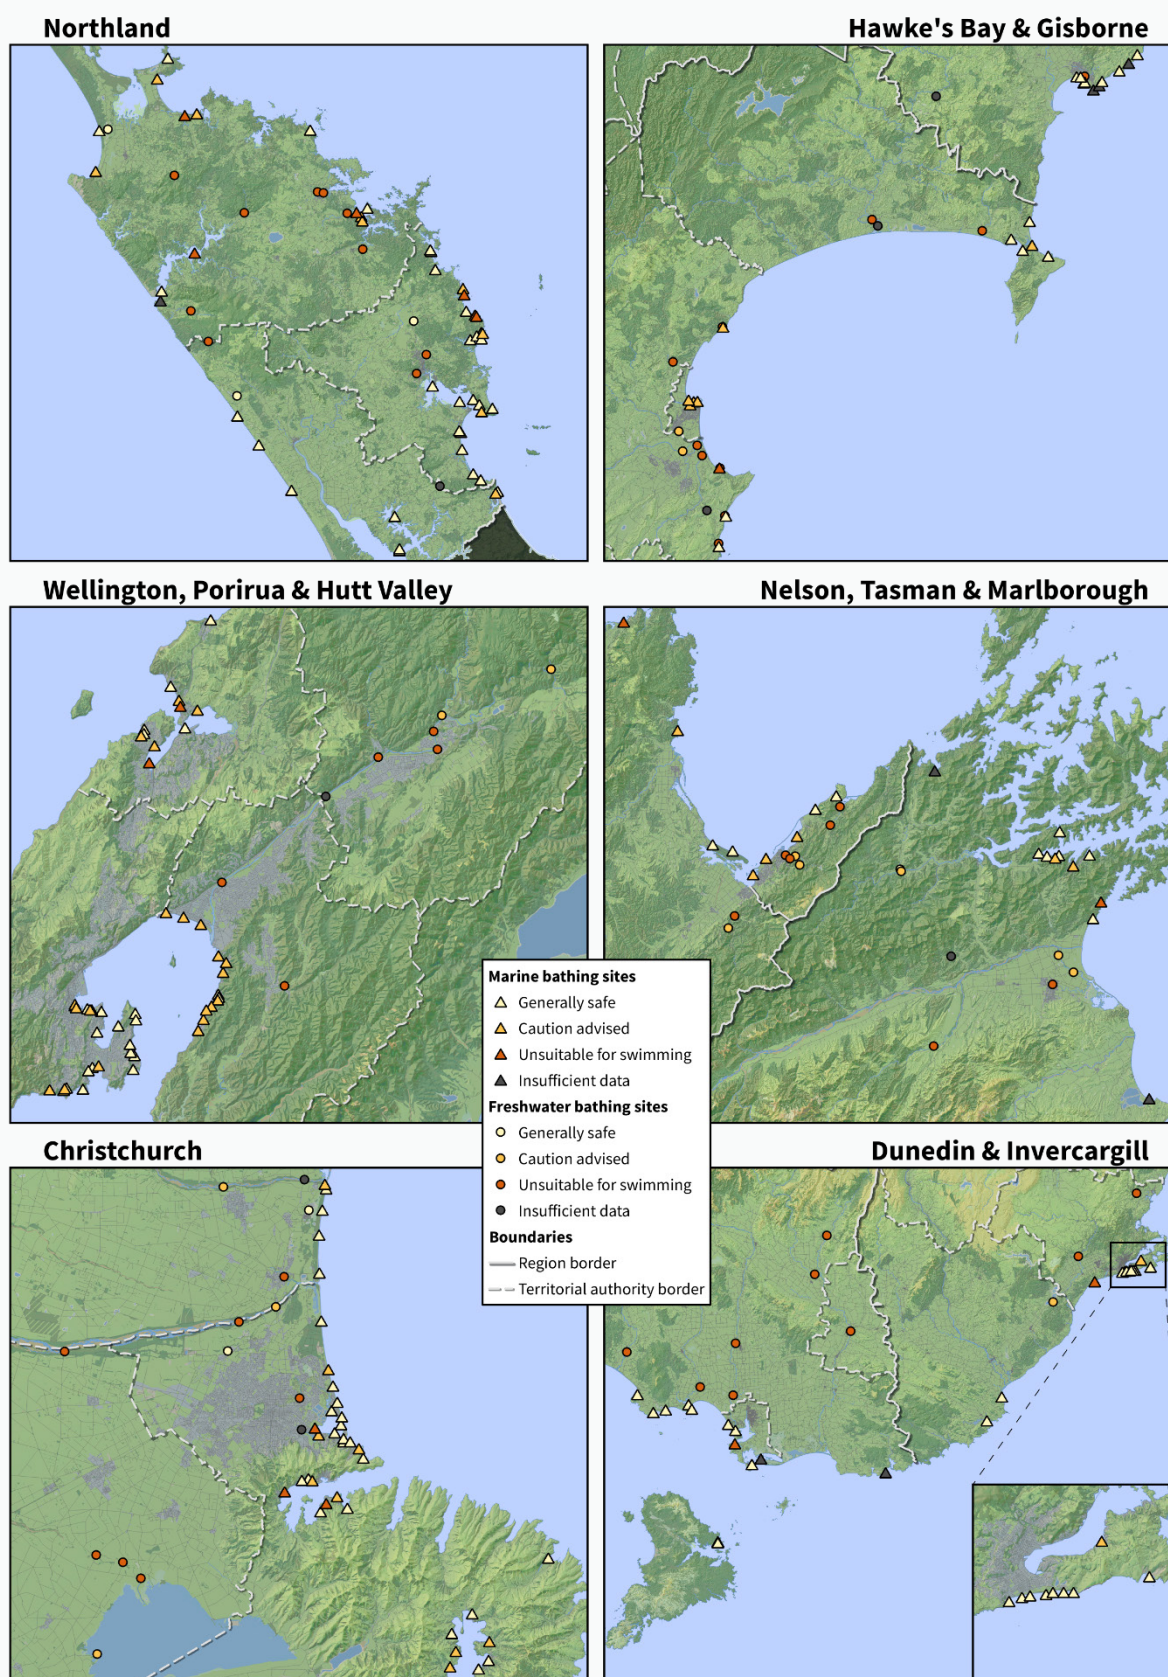 Northland
Hawke's Bay & Gisborne
Wellington, Porirua & Hutt Valley
Nelson, Tasman & Marlborough
Marine bathing sites
Generally safe
Caution advised
Unsuitable for swimming
Insufficient data
Freshwater bathing sites
Generally safe
Caution advised
Unsuitable for swimming
Insufficient data
Boundaries
Region border
Territorial authority border
Christchurch
Dunedin & Invercargill